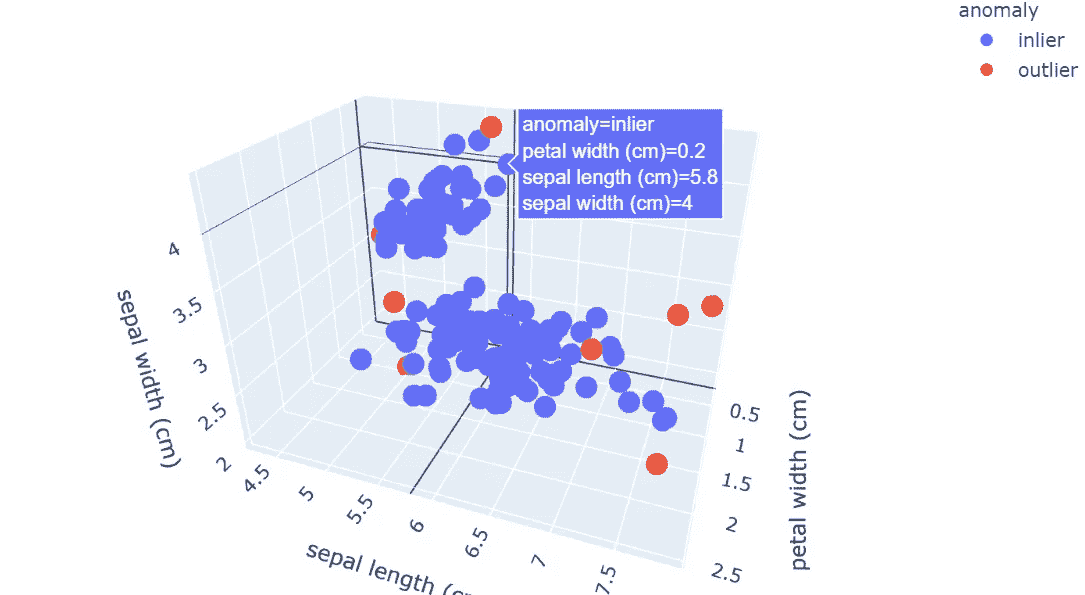 anomaly
inlier
outlier
anomaly=inlier
petal width (cm)=0.2
sepal length (cm)=5.8
sepal width (cm)=4
4
3.5
3
2.5
2
sepal width (cm)
4.5
5
5.5
6
6.5
7
7.5
sepal length (c
0.5
1
1.5
2
2.5
petal width (cm)